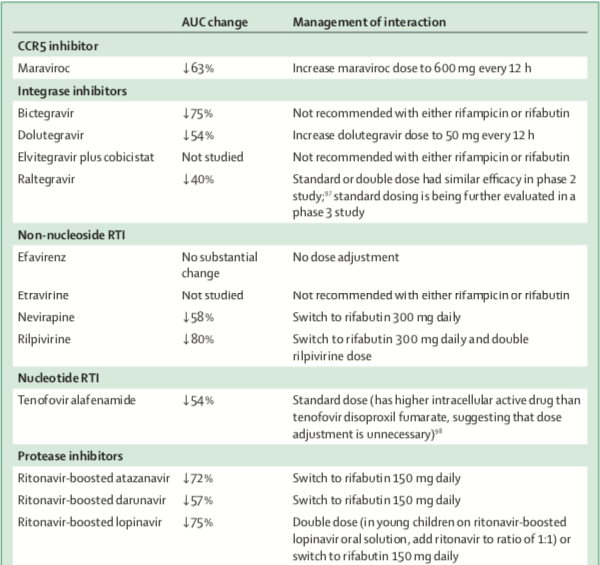 AUC change Management of interaction
CCR5 inhibitor
Maraviroc ↓63% Increase maraviroc dose to 600 mg every 12 h
Integrase inhibitors
Bictegravir ↓75% Not recommended with either rifampicin or rifabutin
Dolutegravir ↓54% Increase dolutegravir dose to 50 mg every 12 h
Elvitegravir plus cobicistat Not studied Not recommended with either rifampicin or rifabutin
Raltegravir ↓40% Standard or double dose had similar efficacy in phase 2
study;97 standard dosing is being further evaluated in a
phase 3 study
Non-nucleoside RTI
Efavirenz No substantial No dose adjustment
change
Etravirine Not studied Not recommended with either rifampicin or rifabutin
Nevirapine ↓58% Switch to rifabutin 300 mg daily
Rilpivirine ↓80% Switch to rifabutin 300 mg daily and double
rilpivirine dose
Nucleotide RTI
Tenofovir alafenamide ↓54% Standard dose (has higher intracellular active drug than
tenofovir disoproxil fumarate, suggesting that dose
adjustment is unnecessary)98
Protease inhibitors
Ritonavir-boosted atazanavir ↓72% Switch to rifabutin 150 mg daily
Ritonavir-boosted darunavir ↓57% Switch to rifabutin 150 mg daily
Ritonavir-boosted lopinavir ↓75% Double dose (in young children on ritonavir-boosted
lopinavir oral solution, add ritonavir to ratio of 1:1) or
switch to rifabutin 150 mg daily